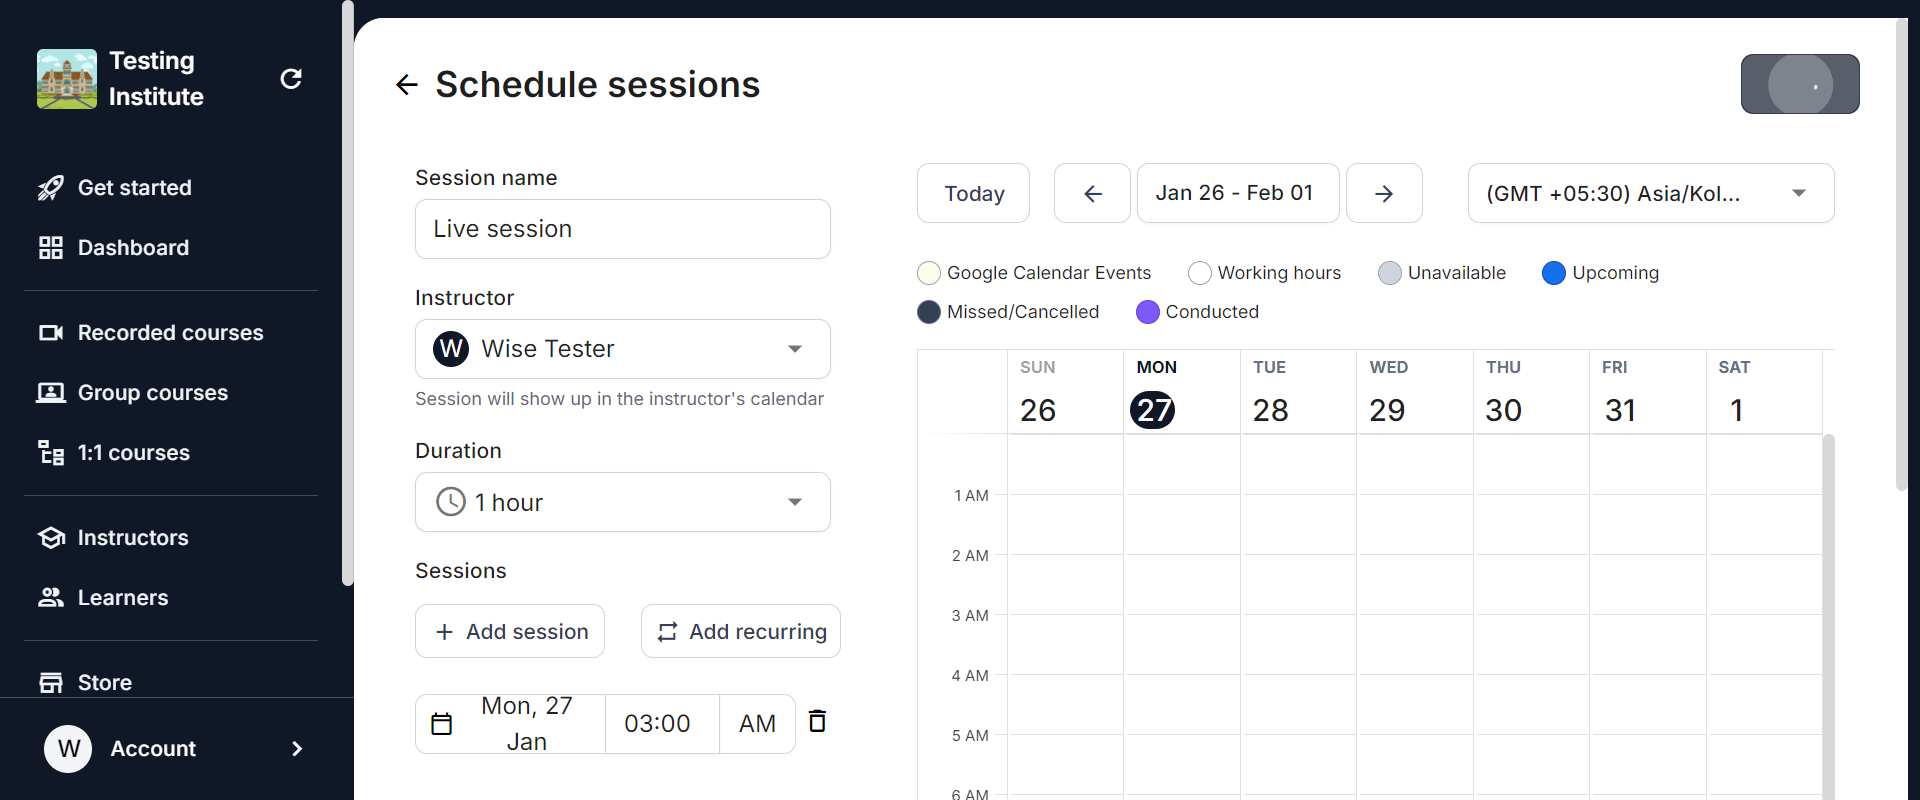 Testing
Institute
Get started
Dashboard
Recorded courses
Group courses
1:1 courses
Instructors
Learners
Store
W Account
Schedule sessions
Session name
Live session
Instructor
W Wise Tester
Session will show up in the instructor's calendar
Duration
1 hour
Sessions
Add session Add recurring
Mon, 27
Jan 03:00 AM
Today Jan 26 - Feb 01 (GMT +05:30) Asia/Kol...
Google Calendar Events Working hours Unavailable Upcoming
Missed/Cancelled Conducted
SUN MON TUE WED THU FRI SAT
26 27 28 29 30 31 1
1 AM
2 AM
3 AM
4 AM
5 AM
6 AM